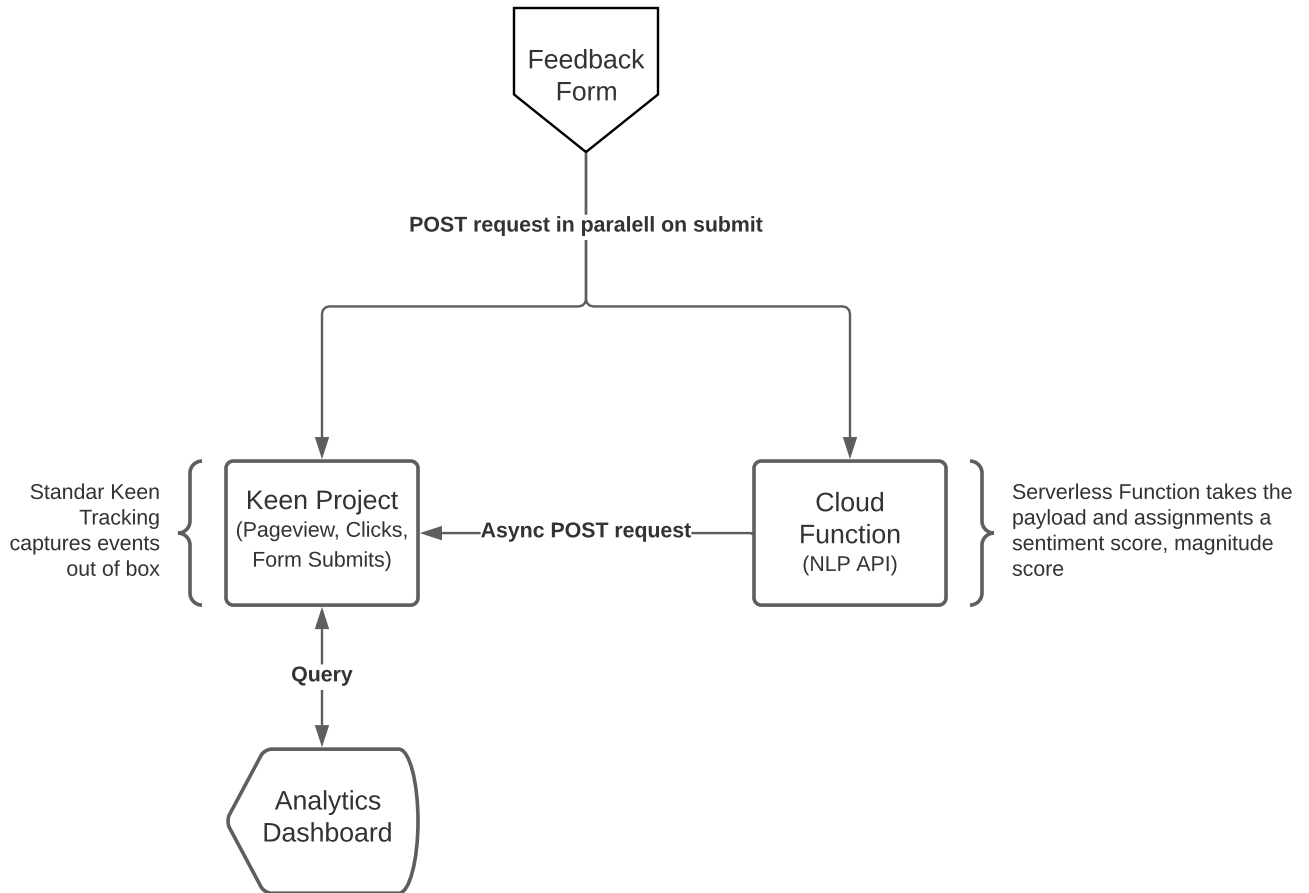 Feedback
Form
POST request in paralell on submit
Standar Keen
Tracking
captures events
out of box
Keen Project
(Pageview, Clicks,
Form Submits)
Async POST request
Cloud
Function
(NLP API)
Serverless Function takes the
payload and assignments a
sentiment score, magnitude
score
Query
Analytics
Dashboard